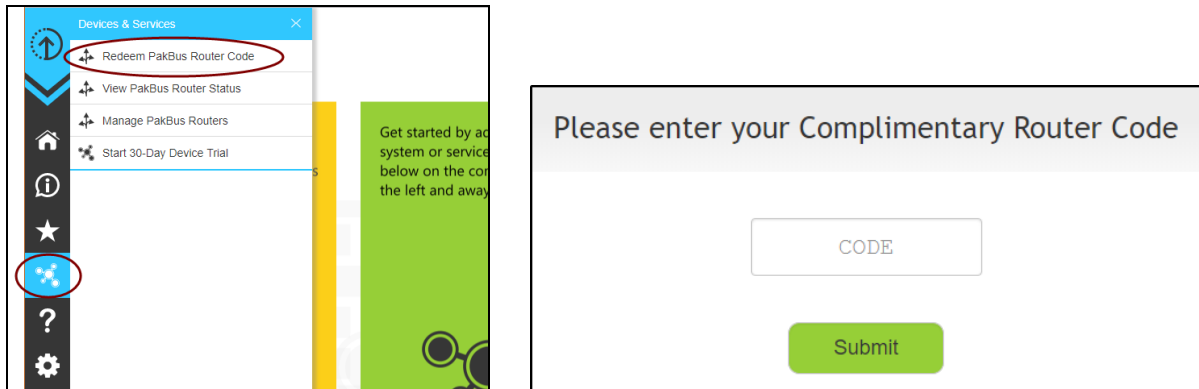 Devices & Services
Redeem PakBus Router Code
View PakBus Router Status
Manage PakBus Routers
Start 30-Day Device Trial
s
Get started by
system or service
below on the
the left and away
?
Please enter your Complimentary Router Code
CODE
Submit